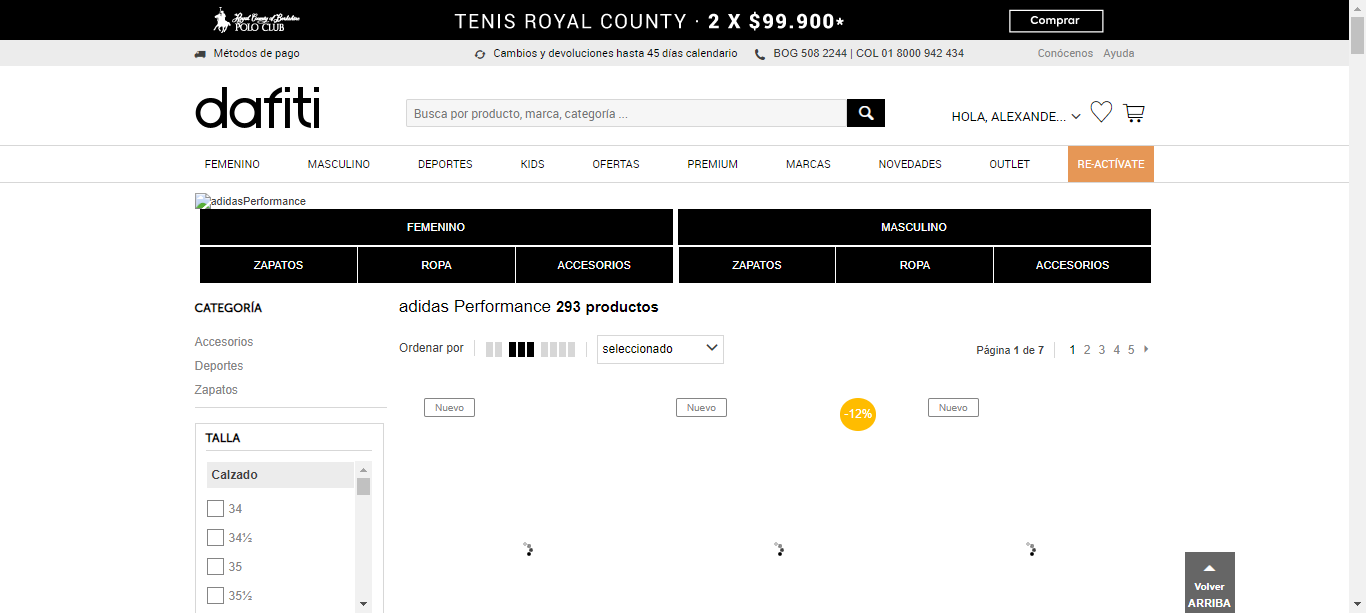 Royal County of Berkshire
POLO CLUB
TENIS ROYAL COUNTY · 2 X $99.900*
Comprar
Métodos de pago
Cambios y devoluciones hasta 45 días calendario
BOG 508 2244 | COL 01 8000 942 434
Conócenos Ayuda
dafiti
Busca por producto, marca, categoría ...
HOLA, ALEXANDE...
FEMENINO MASCULINO DEPORTES KIDS OFERTAS PREMIUM MARCAS NOVEDADES OUTLET RE-ACTÍVATE
adidasPerformance
FEMENINO MASCULINO
ZAPATOS ROPA ACCESORIOS ZAPATOS ROPA ACCESORIOS
CATEGORÍA
Accesorios
Deportes
Zapatos
adidas Performance 293 productos
Ordenar por
seleccionado
Página 1 de 7
1 2 3 4 5
TALLA
Calzado
34
34½
35
35½
Nuevo Nuevo -12% Nuevo
Volver
ARRIBA